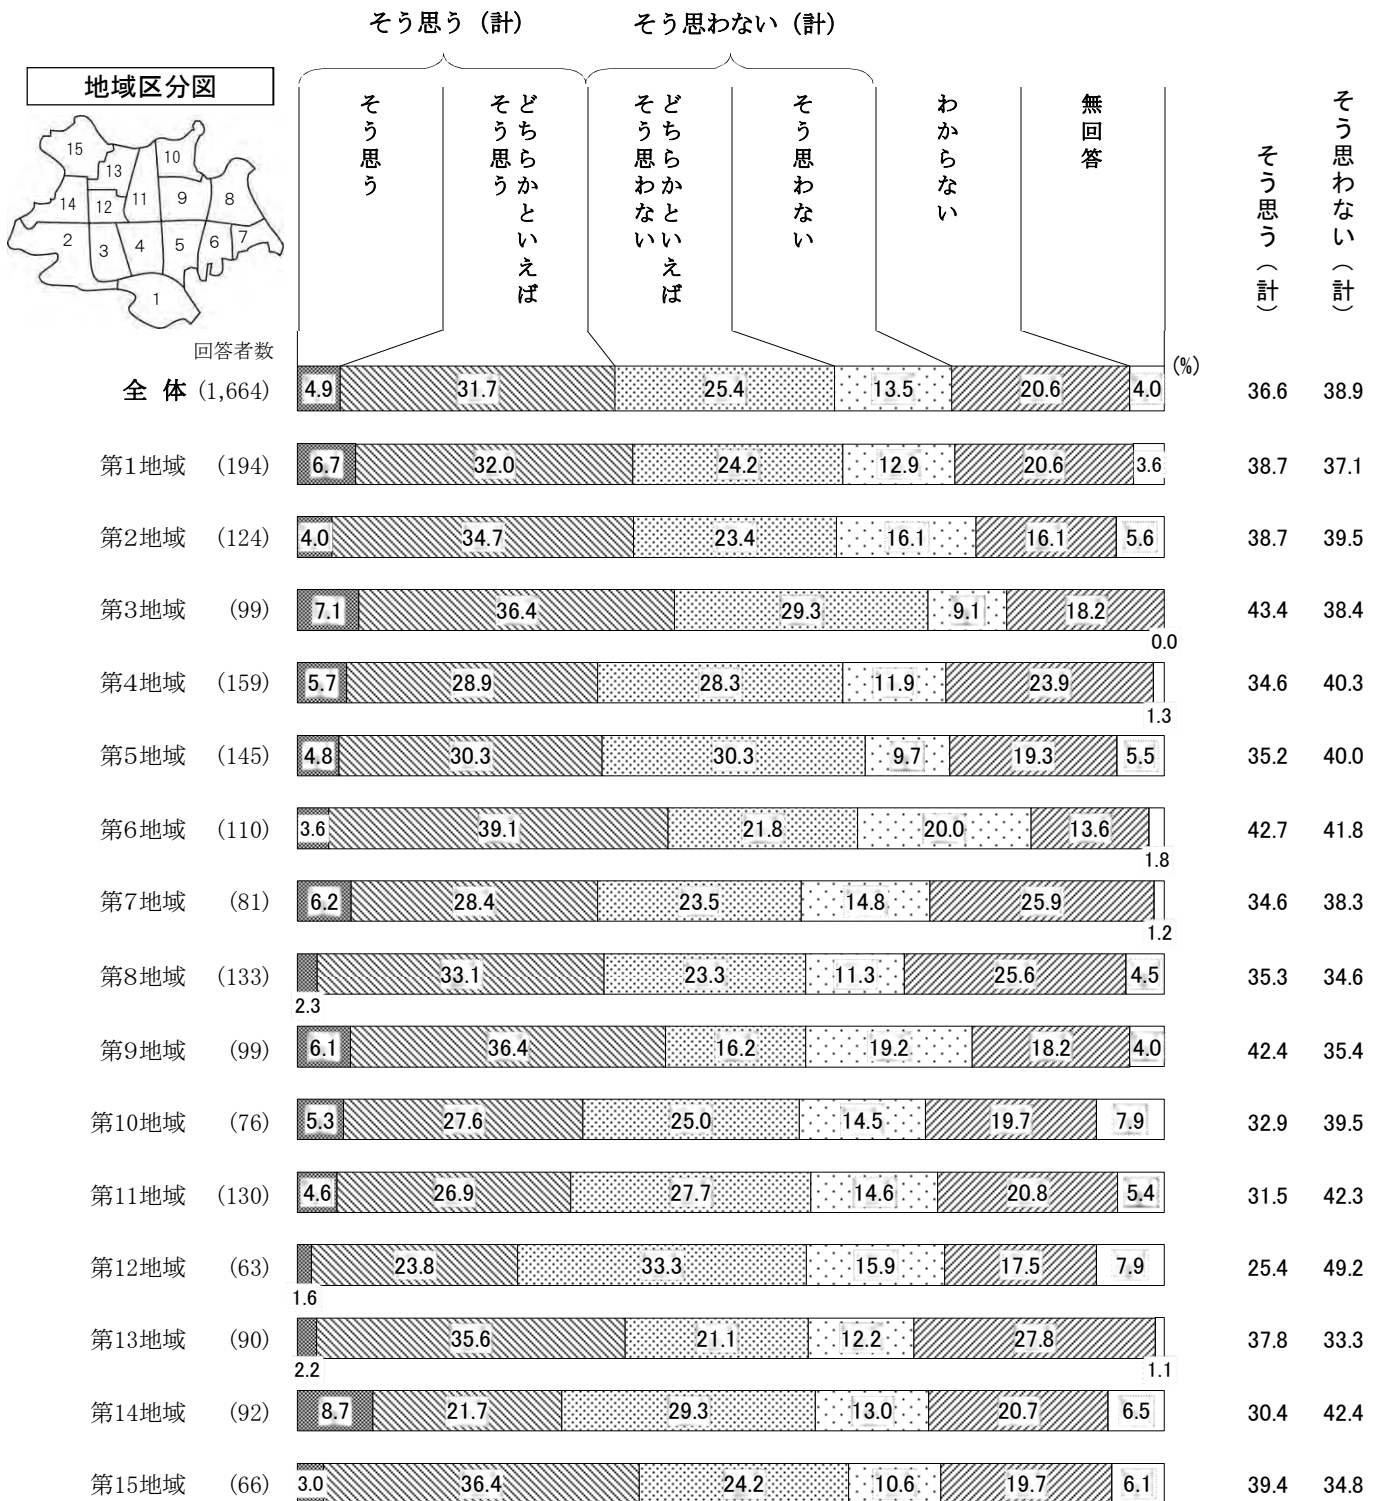 そう思う（計）
そう思わない（計）
地域区分図
15
13
10
14
12
11
9
8
2
3
4
5
6
7
1
そう思う
どちらかといえば
そう思う
どちらかといえば
そう思わない
そう思わない
わからない
無回答
そう思う（計）
そう思わない（計）
回答者数
(%)
全 体 (1,664) 4.9 31.7 25.4 13.5 20.6 4.0 36.6 38.9
第1地域 (194) 6.7 32.0 24.2 12.9 20.6 3.6 38.7 37.1
第2地域 (124) 4.0 34.7 23.4 16.1 16.1 5.6 38.7 39.5
第3地域 (99) 7.1 36.4 29.3 9.1 18.2 0.0 43.4 38.4
第4地域 (159) 5.7 28.9 28.3 11.9 23.9 1.3 34.6 40.3
第5地域 (145) 4.8 30.3 30.3 9.7 19.3 5.5 35.2 40.0
第6地域 (110) 3.6 39.1 21.8 20.0 13.6 1.8 42.7 41.8
第7地域 (81) 6.2 28.4 23.5 14.8 25.9 1.2 34.6 38.3
第8地域 (133) 2.3 33.1 23.3 11.3 25.6 4.5 35.3 34.6
第9地域 (99) 6.1 36.4 16.2 19.2 18.2 4.0 42.4 35.4
第10地域 (76) 5.3 27.6 25.0 14.5 19.7 7.9 32.9 39.5
第11地域 (130) 4.6 26.9 27.7 14.6 20.8 5.4 31.5 42.3
第12地域 (63) 1.6 23.8 33.3 15.9 17.5 7.9 25.4 49.2
第13地域 (90) 2.2 35.6 21.1 12.2 27.8 1.1 37.8 33.3
第14地域 (92) 8.7 21.7 29.3 13.0 20.7 6.5 30.4 42.4
第15地域 (66) 3.0 36.4 24.2 10.6 19.7 6.1 39.4 34.8